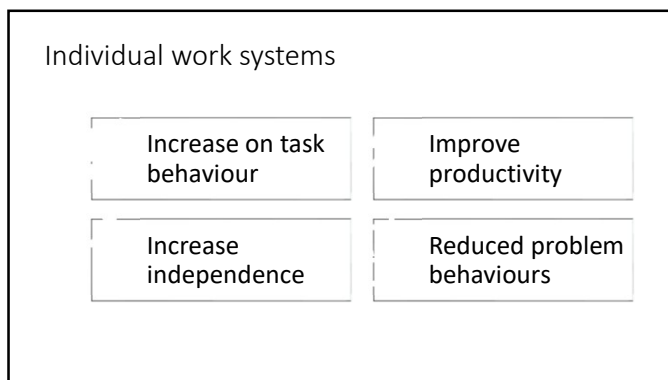 Individual work systems
Increase on task
behaviour
Improve
productivity
Increase
independence
Reduced problem
behaviours